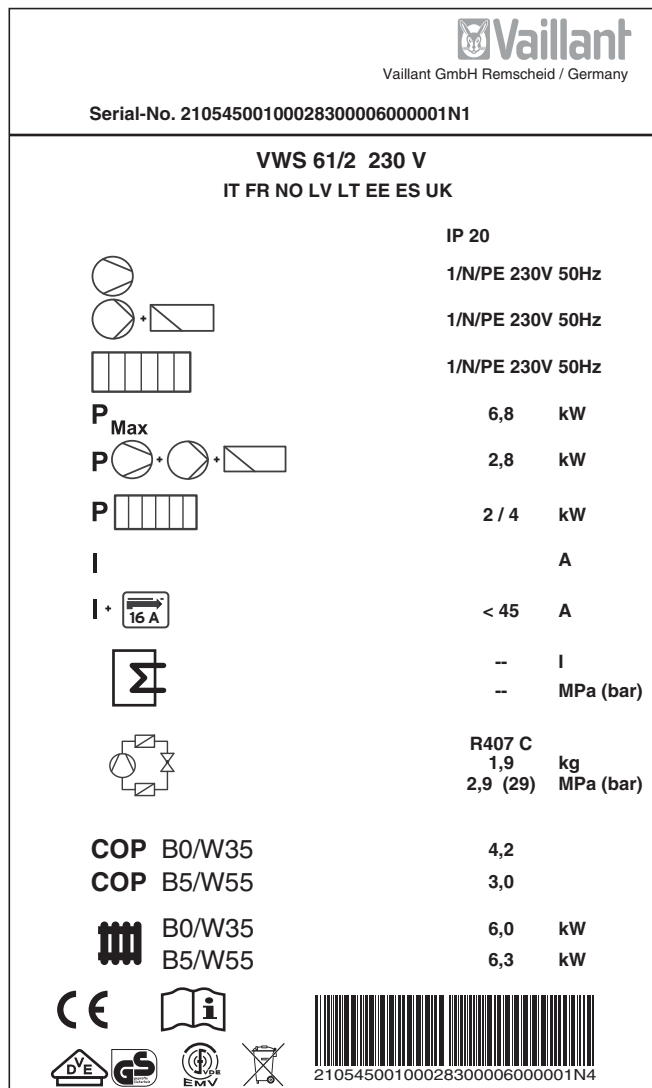 Vaillant
Vaillant GmbH Remscheid / Germany
Serial-No. 21054500100028300006000001N1
VWS 61/2 230 V
IT FR NO LV LT EE ES UK
IP 20
1/N/PE 230V 50Hz
+ 1/N/PE 230V 50Hz
1/N/PE 230V 50Hz
P Max 6,8 kW
P + + 2,8 kW
P 2 / 4 kW
I A
I + 16 A < 45 A
Σ -- l
-- MPa (bar)
R407 C
1,9 kg
2,9 (29) MPa (bar)
COP B0/W35 4,2
COP B5/W55 3,0
B0/W35 6,0 kW
B5/W55 6,3 kW
CE i
DVE GS VDE
EMV
21054500100028300006000001N4